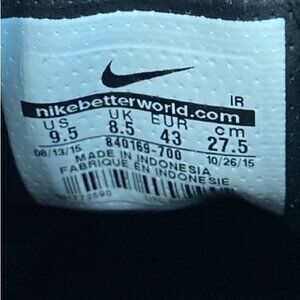 IR
nikebetterworld.com
US UK EUR cm
9.5 8.5 43 27.5
08/13/15 840169-700 10/26/15
MADE IN INDONESIA
FABRIQUE EN INDONESIE